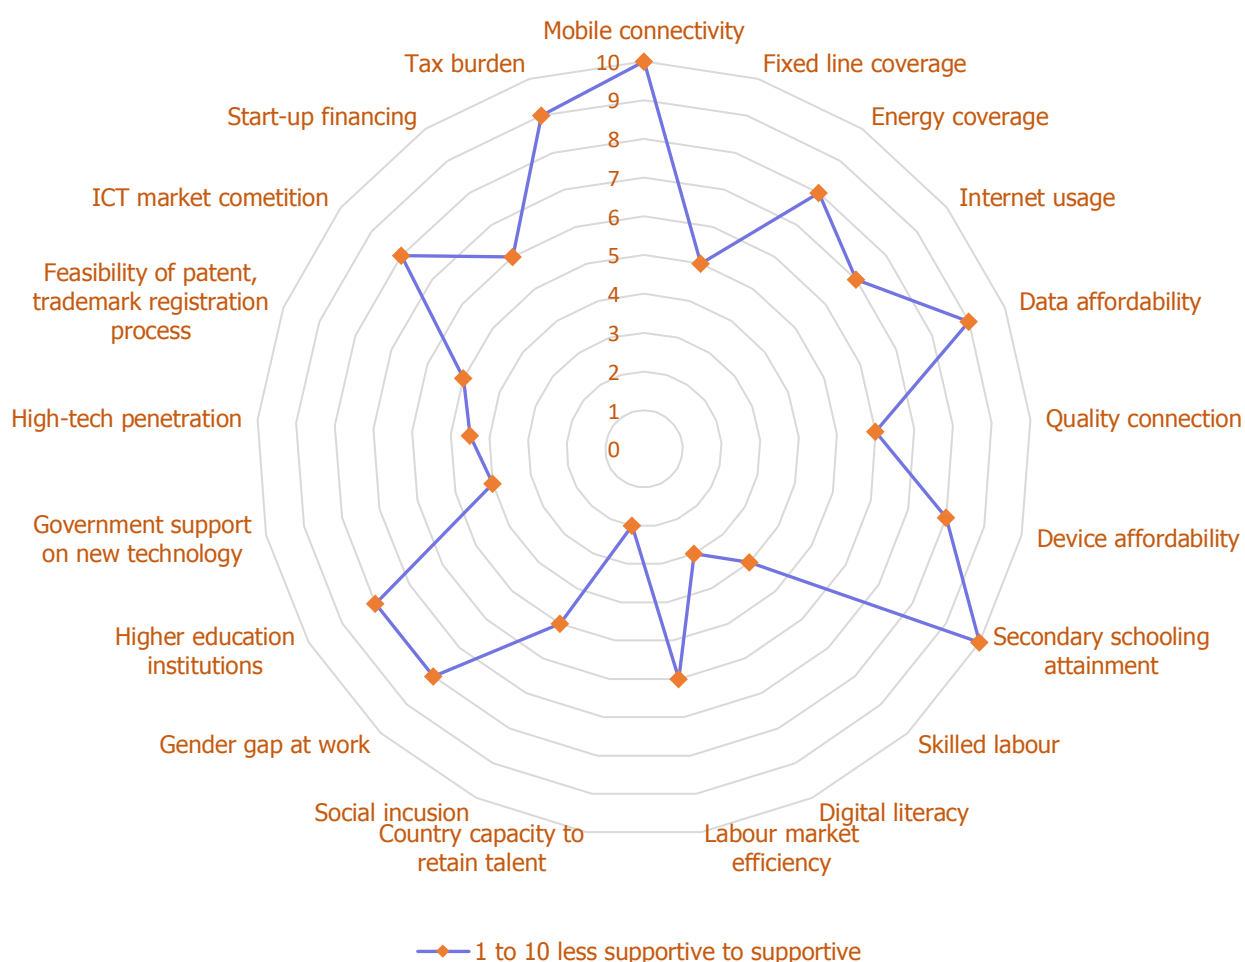 Mobile connectivity
Tax burden
Fixed line coverage
Start-up financing
Energy coverage
ICT market cometition
Internet usage
Feasibility of patent,
trademark registration
process
Data affordability
High-tech penetration
Quality connection
Government support
on new technology
Device affordability
Higher education
institutions
Secondary schooling
attainment
Gender gap at work
Skilled labour
Social incusion
Digital literacy
Country capacity to
retain talent
Labour market
efficiency
10
9
8
7
6
5
4
3
2
1
0
1 to 10 less supportive to supportive